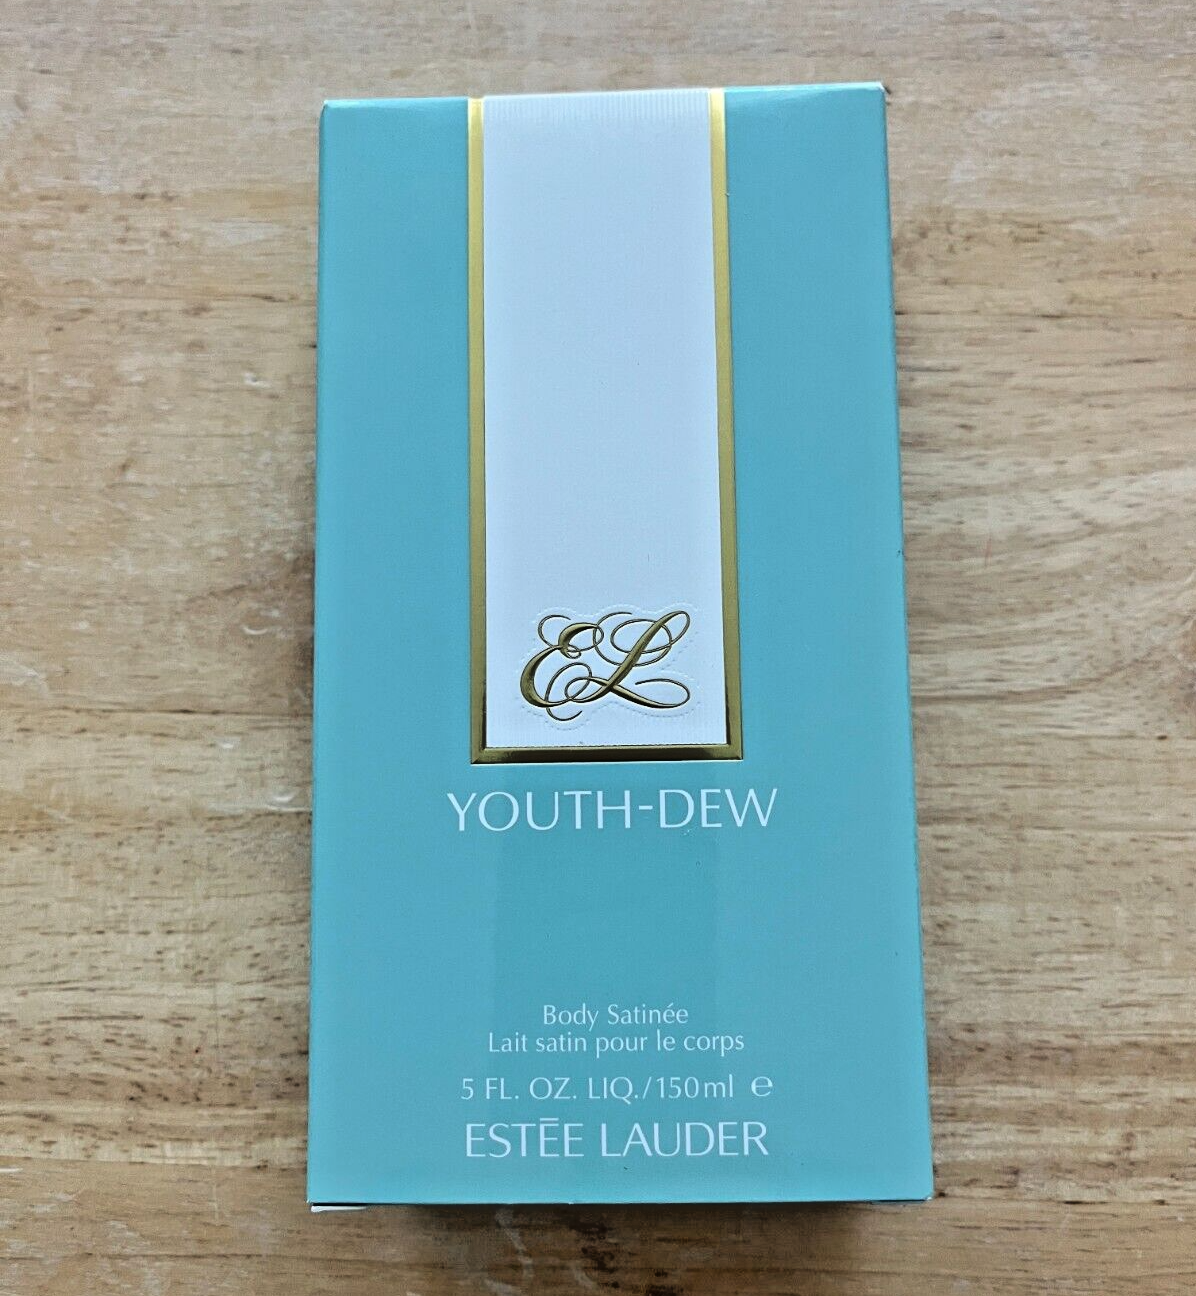 EL
YOUTH-DEW
Body Satinée
Lait satin pour le corps
5 FL. OZ. LIQ./150ml ℮
ESTĒE LAUDER